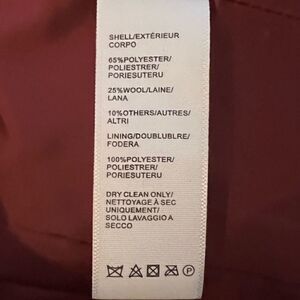 SHELL/EXTÉRIEUR
CORPO
65%POLYESTER/
POLIESTRER/
PORIESUTERU
25%WOOL/LAINE/
LANA
10%OTHERS/AUTRES/
ALTRI
LINING/DOUBLUBLRE/
FODERA
100%POLYESTER/
POLIESTRER/
PORIESUTERU
DRY CLEAN ONLY/
NETTOYAGE À SEC
UNIQUEMENT/
SOLO LAVAGGIO A
SECCO
P